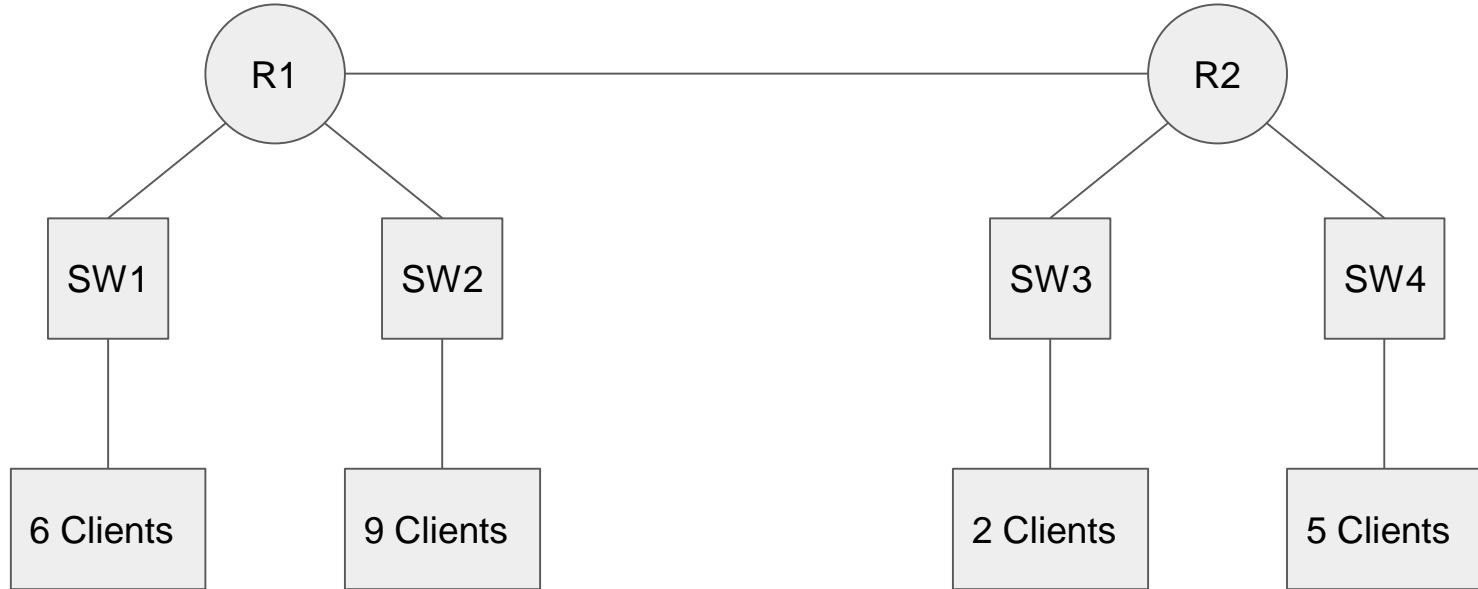 R1
R2
SW1
SW2
SW3
SW4
6 Clients
9 Clients
2 Clients
5 Clients